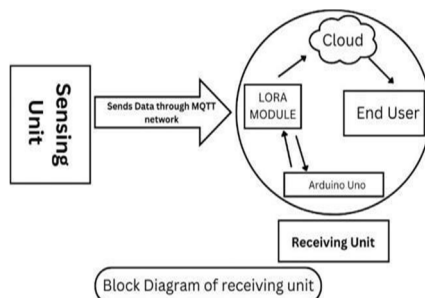 Sensing
Unit
Sends Data through MQTT
network
Cloud
LORA
MODULE
End User
Arduino Uno
Receiving Unit
Block Diagram of receiving unit